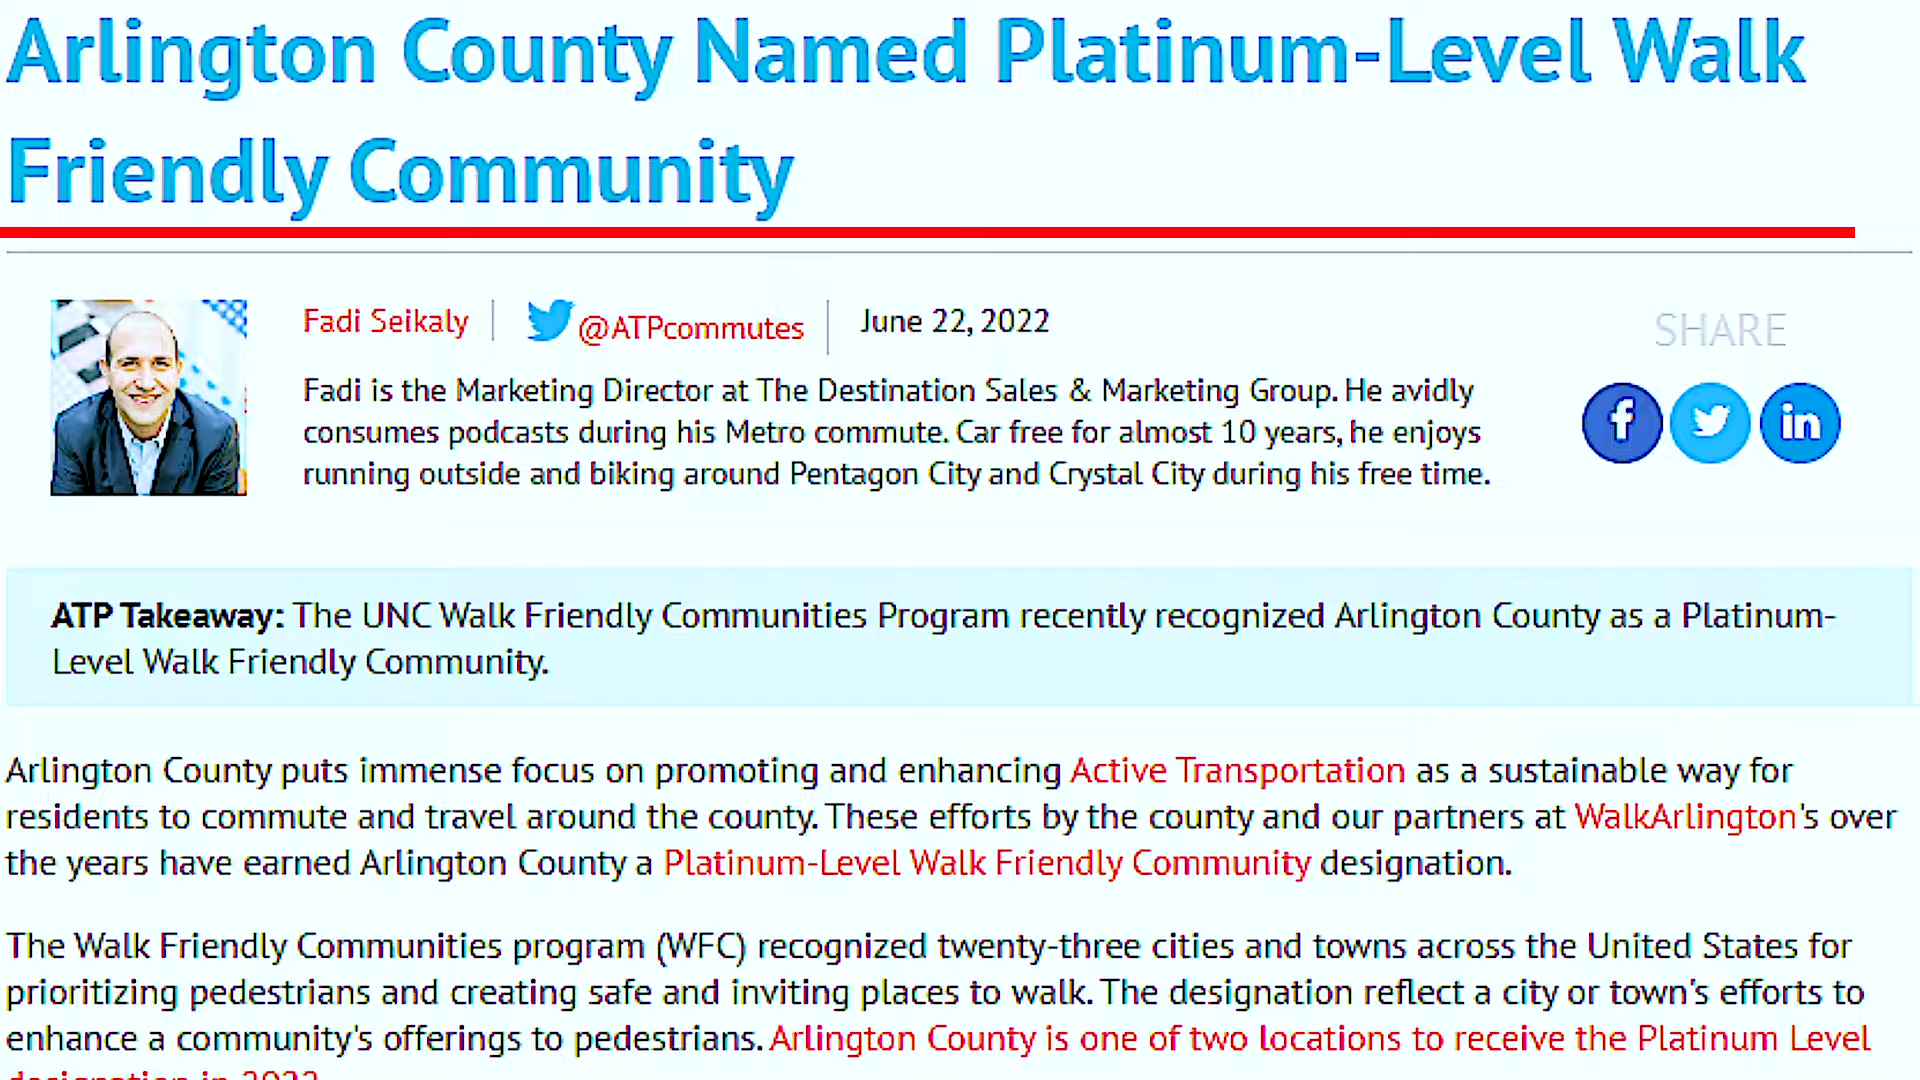 Arlington County Named Platinum-Level Walk
Friendly Community
Fadi Seikaly
@ATPcommutes
June 22, 2022
SHARE
Fadi is the Marketing Director at The Destination Sales & Marketing Group. He avidly
consumes podcasts during his Metro commute. Car free for almost 10 years, he enjoys
running outside and biking around Pentagon City and Crystal City during his free time.
f
in
ATP Takeaway: The UNC Walk Friendly Communities Program recently recognized Arlington County as a Platinum-
Level Walk Friendly Community.
Arlington County puts immense focus on promoting and enhancing Active Transportation as a sustainable way for
residents to commute and travel around the county. These efforts by the county and our partners at WalkArlington's over
the years have earned Arlington County a Platinum-Level Walk Friendly Community designation.
The Walk Friendly Communities program (WFC) recognized twenty-three cities and towns across the United States for
prioritizing pedestrians and creating safe and inviting places to walk. The designation reflect a city or town's efforts to
enhance a community's offerings to pedestrians. Arlington County is one of two locations to receive the Platinum Level